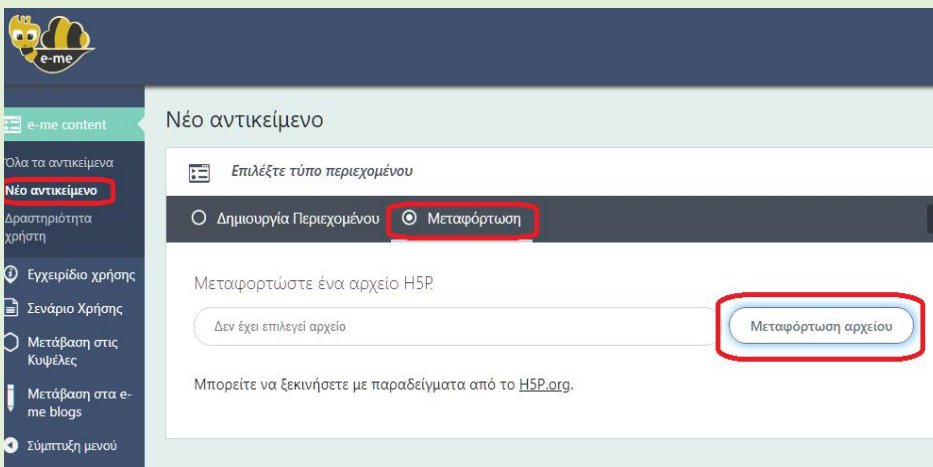 e-me
e-me content
Όλα τα αντικείμενα
Νέο αντικείμενο
Δραστηριότητα
χρήστη
Εγχειρίδιο χρήσης
Σενάριο Χρήσης
Μετάβαση στις
Κυψέλες
Μετάβαση στα e-
me blogs
Σύμπτυξη μενού
Νέο αντικείμενο
Επιλέξτε τύπο περιεχομένου
Δημιουργία Περιεχομένου Μεταφόρτωση
Μεταφορτώστε ένα αρχείο H5P.
Δεν έχει επιλεγεί αρχείο Μεταφόρτωση αρχείου
Μπορείτε να ξεκινήσετε με παραδείγματα από το H5P.org.